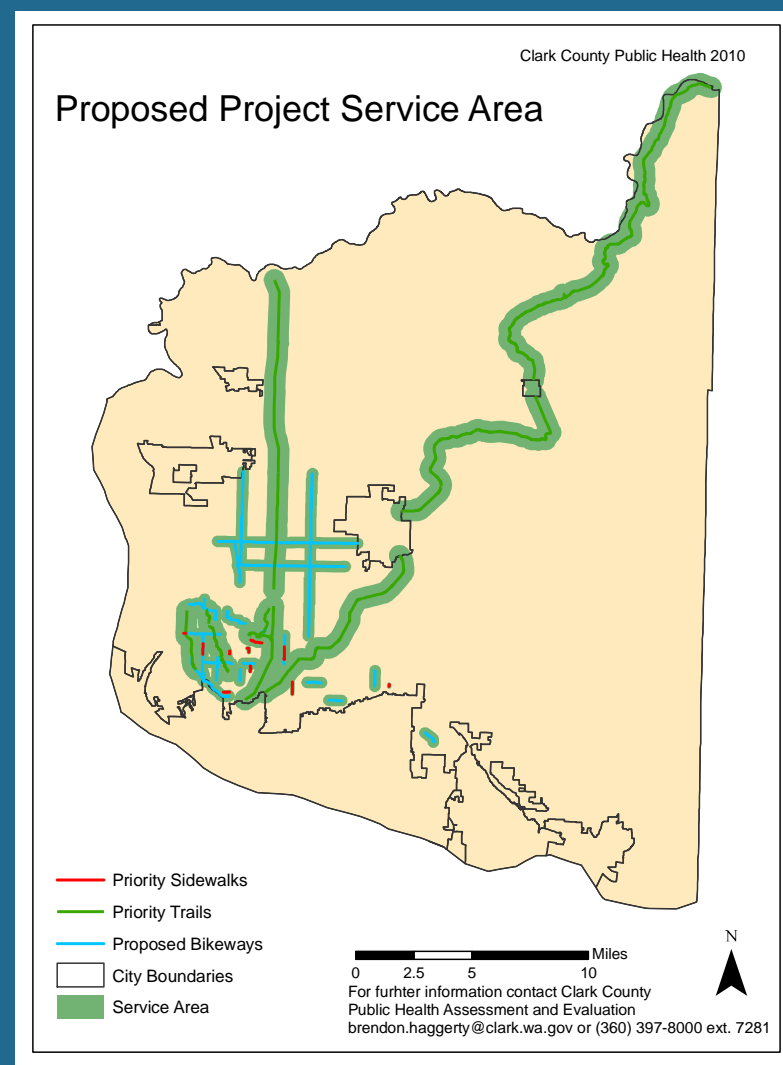 Clark County Public Health 2010
Proposed Project Service Area
Priority Sidewalks
Priority Trails
Proposed Bikeways
City Boundaries
Service Area
Miles
0 2.5 5 10
For furhter information contact Clark County
Public Health Assessment and Evaluation
brendon.haggerty@clark.wa.gov or (360) 397-8000 ext. 7281
N